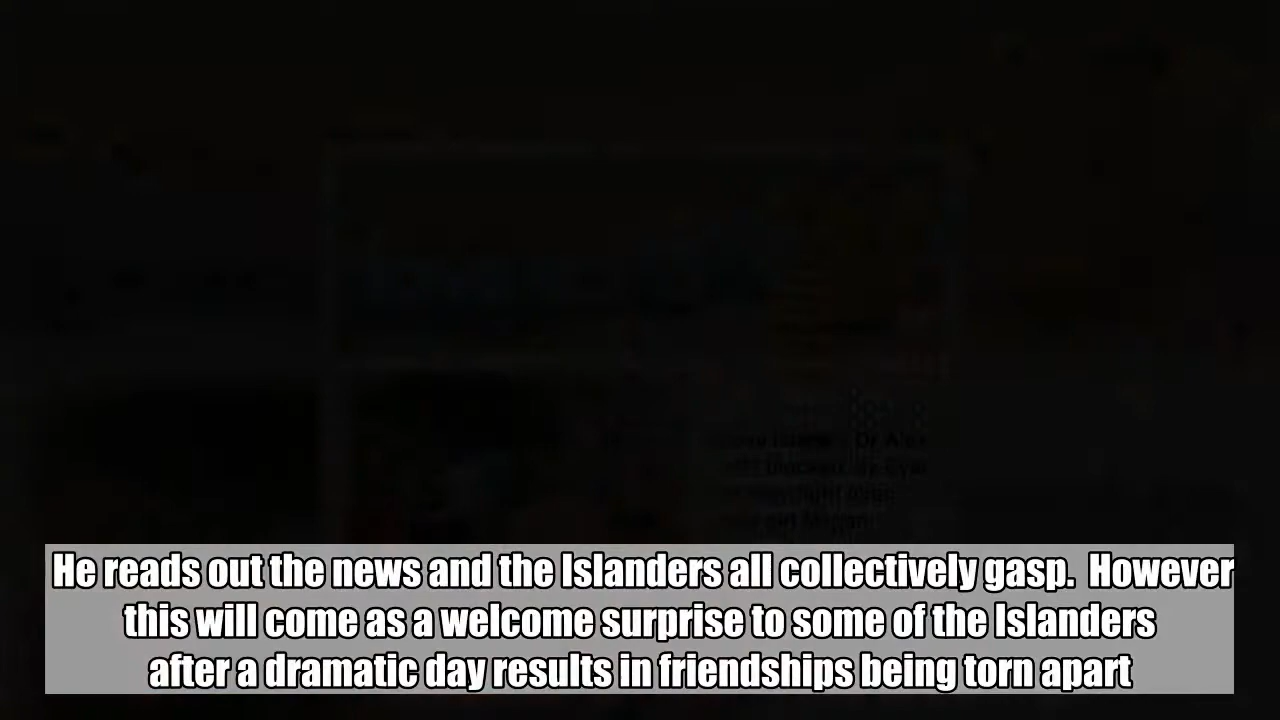 He reads out the news and the Islanders all collectively gasp.  However
this will come as a welcome surprise to some of the Islanders
after a dramatic day results in friendships being torn apart